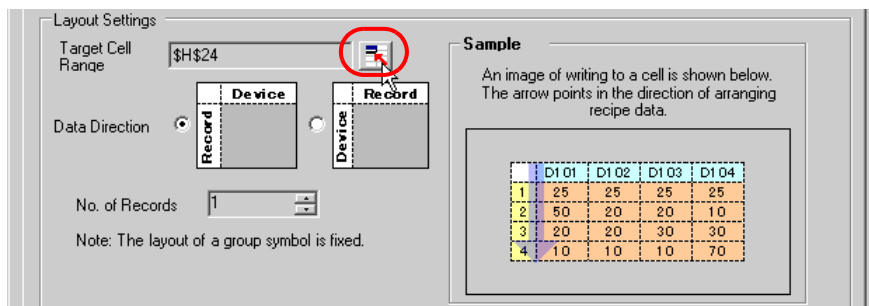 Layout Settings
Target Cell
Range
$H$24
Data Direction
Device
Record
Record
Device
No. of Records
1
Note: The layout of a group symbol is fixed.
Sample
An image of writing to a cell is shown below.
The arrow points in the direction of arranging
recipe data.
D101 D102 D103 D104
1 25 25 25 25
2 50 20 20 10
3 20 20 30 30
4 10 10 10 70